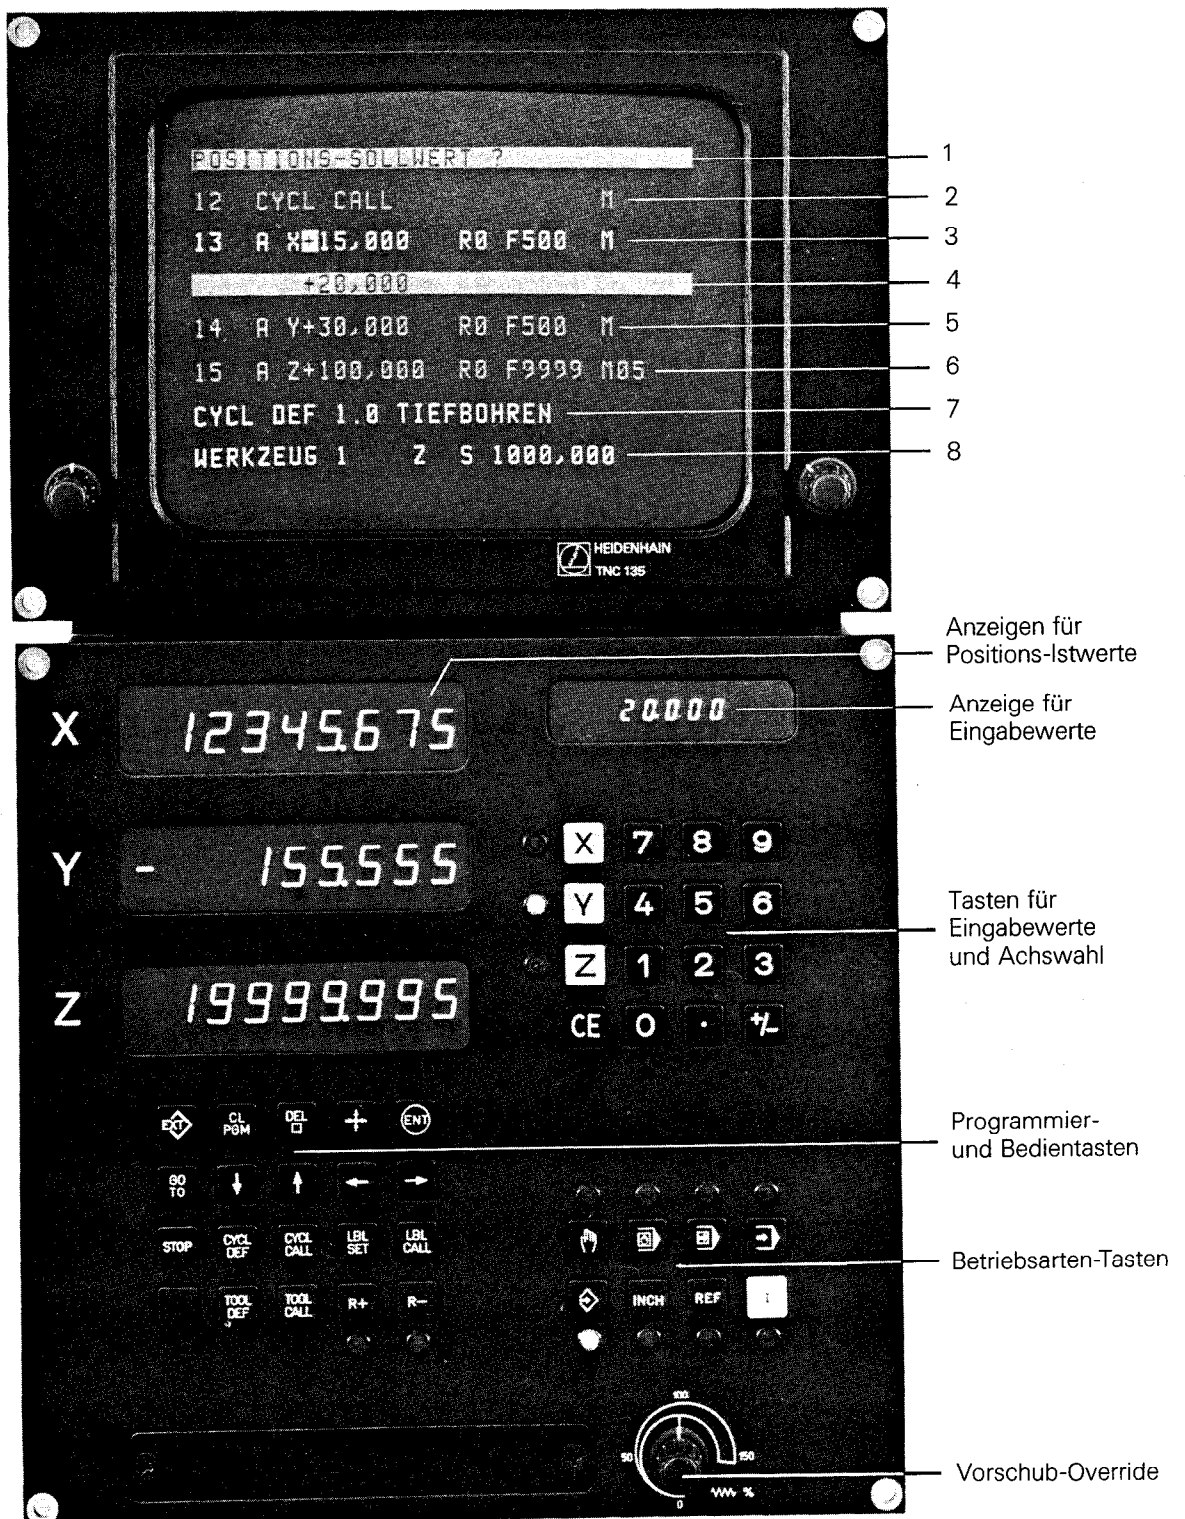 POSITIONS-SOLLWERT ?
12 CYCL CALL M
13 A X+15,000 R0 F500 M
+20,000
14 A Y+30,000 R0 F500 M
15 A Z+100,000 R0 F9999 M05
CYCL DEF 1.0 TIEFBOHREN
WERKZEUG 1 Z S 1000,000
1
2
3
4
5
6
7
8
HEIDENHAIN
TNC 135
Anzeigen für
Positions-Istwerte
X 12345.675
20.000
Anzeige für
Eingabewerte
Y - 155.555
X 7 8 9
Y 4 5 6
Tasten für
Eingabewerte
und Achswahl
Z 19999.995
Z 1 2 3
CE 0 . +/-
EXT CL PGM DEL ENT
Programmier-
und Bedientasten
GO TO
STOP CYCL DEF CYCL CALL LBL SET LBL CALL
Betriebsarten-Tasten
TOOL DEF TOOL CALL R+ R-
INCH REF I
100
50 150
0 %
Vorschub-Override